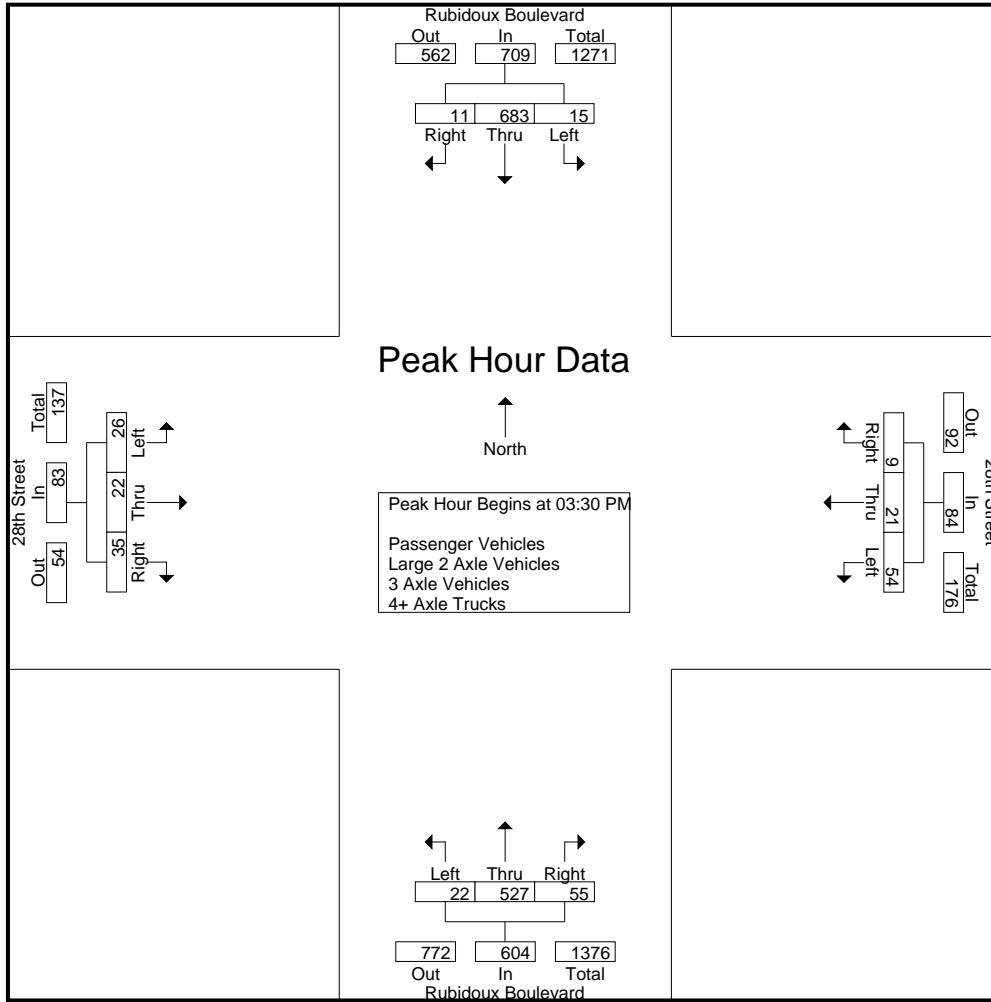 Rubidoux Boulevard
Out In Total
562 709 1271
11 683 15
Right Thru Left
Peak Hour Data
North
Peak Hour Begins at 03:30 PM
Passenger Vehicles
Large 2 Axle Vehicles
3 Axle Vehicles
4+ Axle Trucks
28th Street
Out In Total
54 83 137
35 22 26
Right Thru Left
28th Street
Out In Total
92 84 176
9 21 54
Right Thru Left
Left Thru Right
22 527 55
772 604 1376
Out In Total
Rubidoux Boulevard